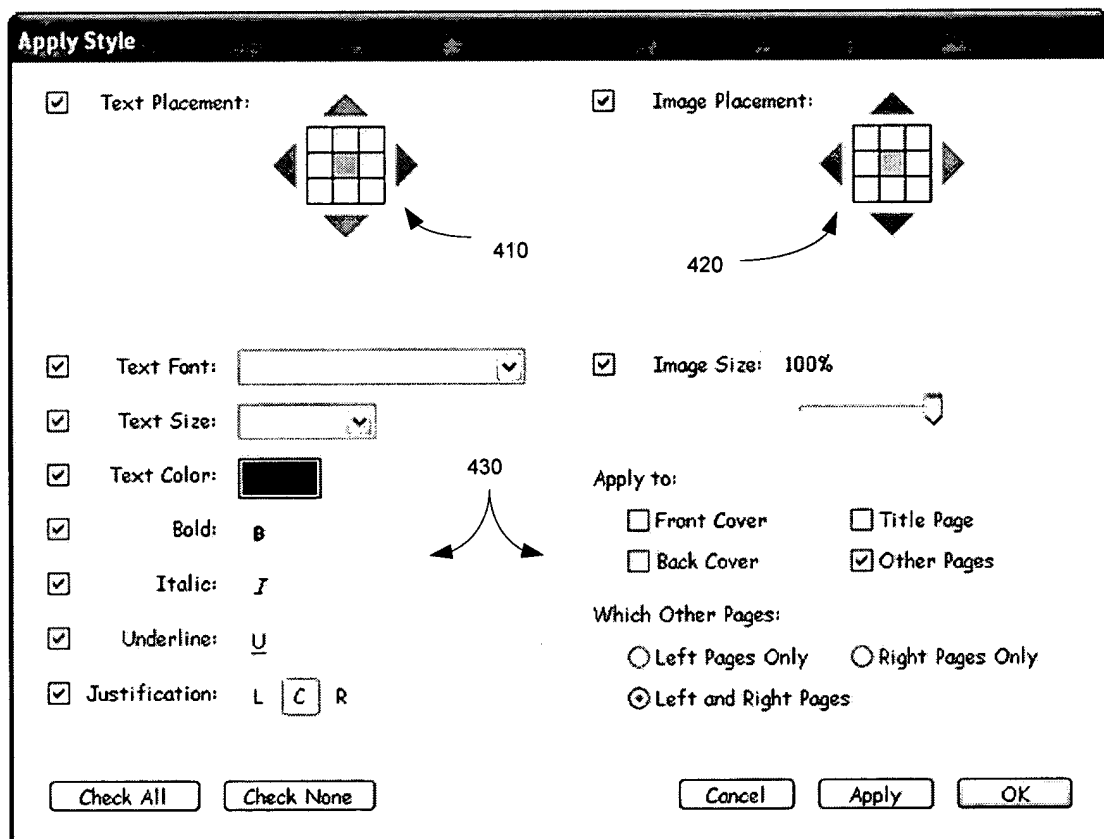 Apply Style
Text Placement:
Image Placement:
410
420
Text Font:
Image Size: 100%
Text Size:
Text Color:
430
Apply to:
Bold: B
Front Cover
Title Page
Back Cover
Other Pages
Italic: I
Which Other Pages:
Underline: U
Left Pages Only
Right Pages Only
Justification: L C R
Left and Right Pages
Check All
Check None
Cancel
Apply
OK